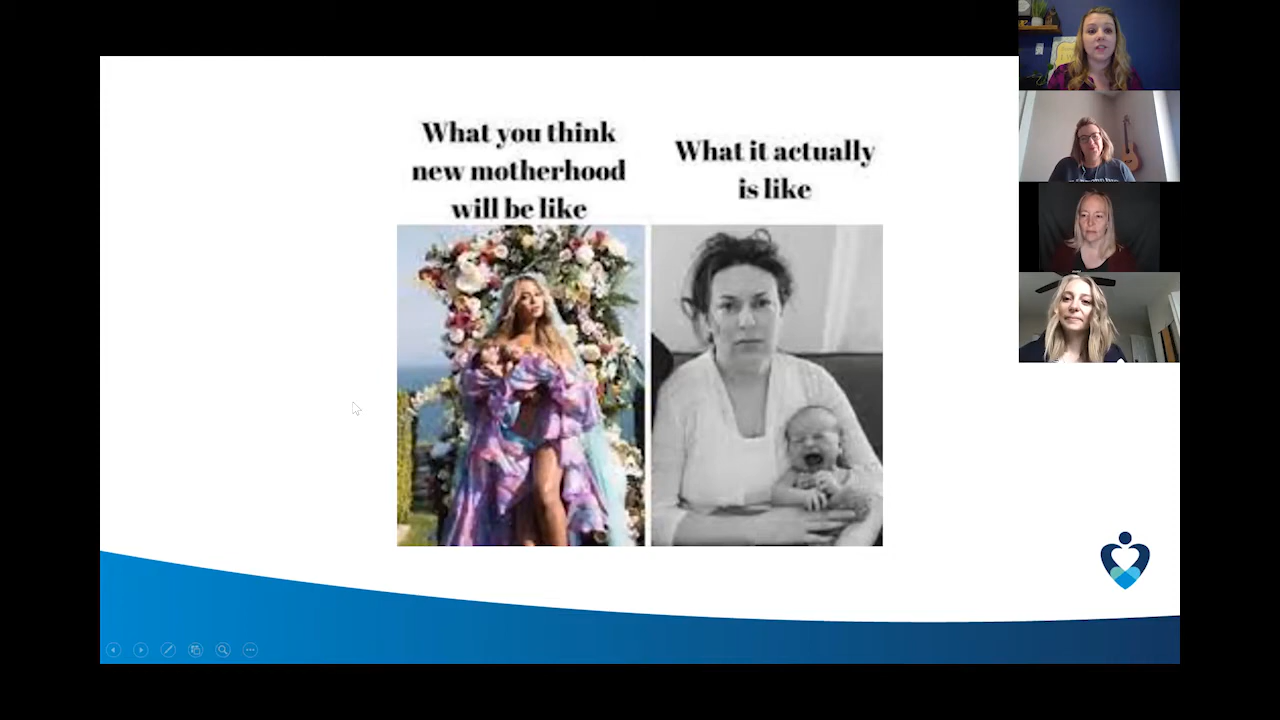 What you think
new motherhood
will be like
What it actually
is like